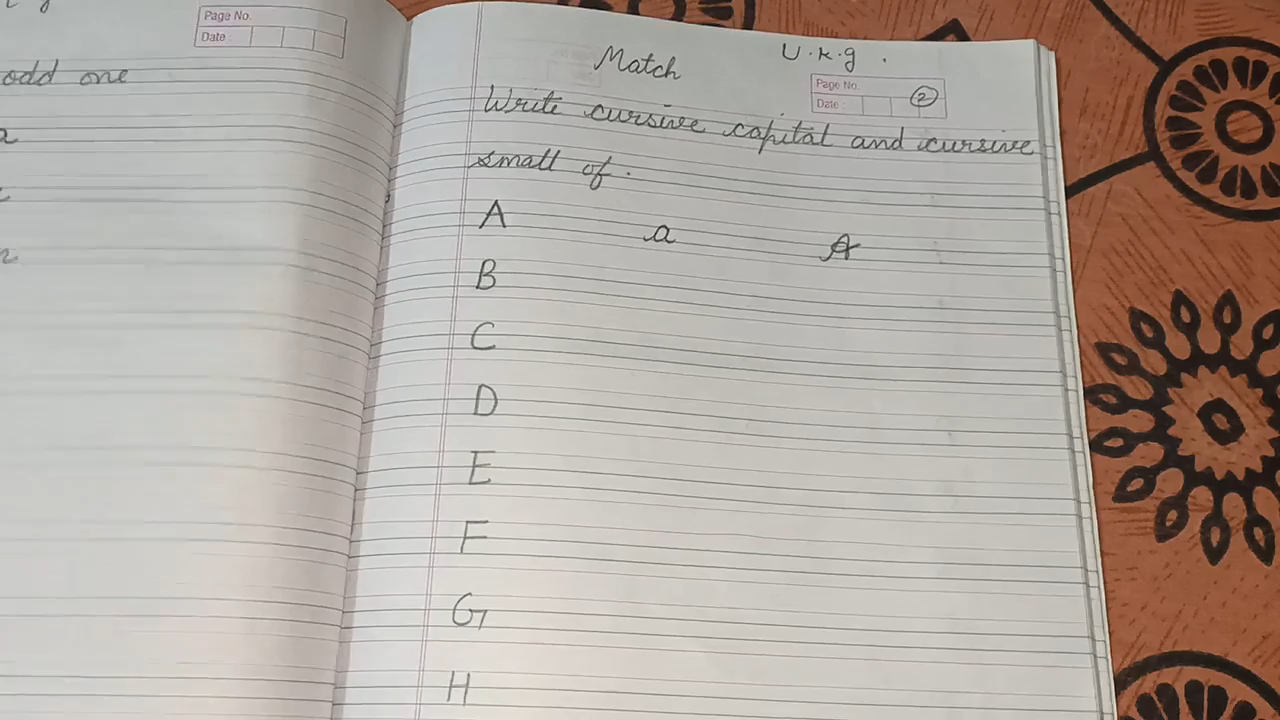 Page No.
Date :
odd one
Match
U.k.g.
Page No.
Date : 2
Write cursive capital and cursive
small of.
A a A
B
C
D
E
F
G
H